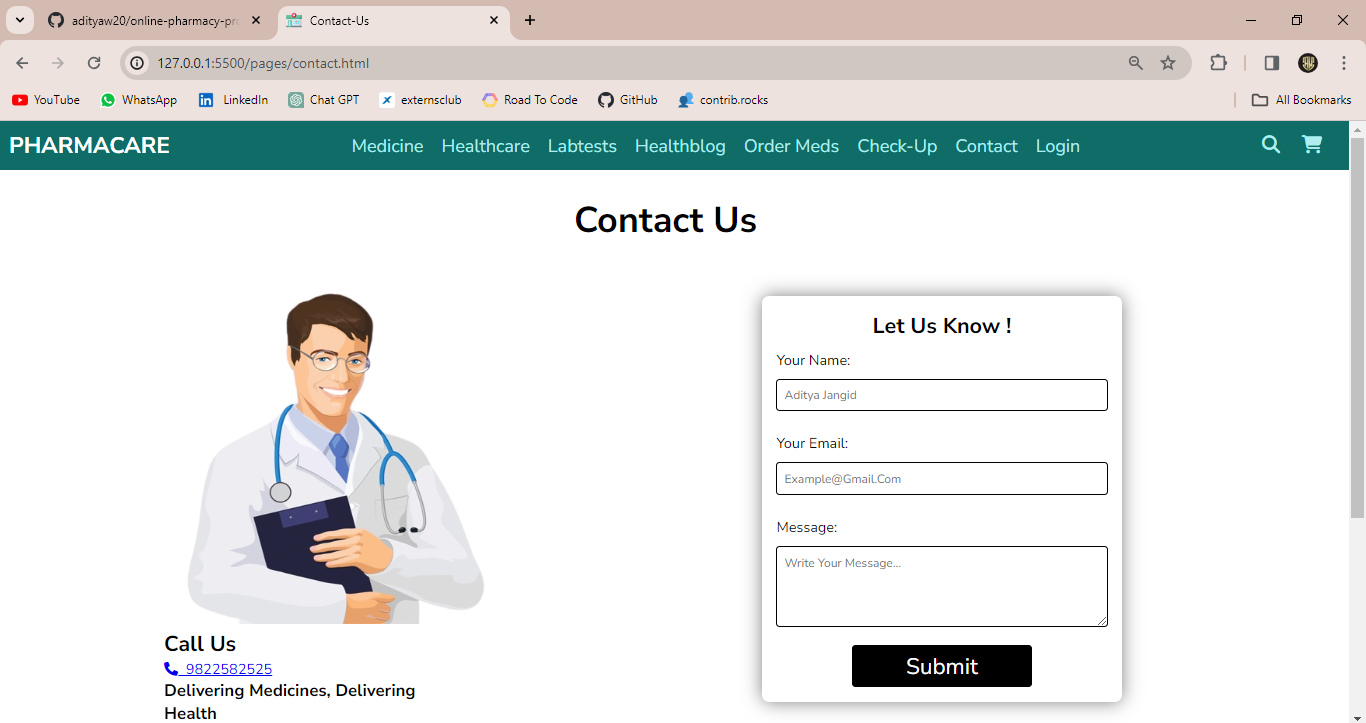 adityaw20/online-pharmacy-pro
Contact-Us
127.0.0.1:5500/pages/contact.html
YouTube WhatsApp LinkedIn Chat GPT externsclub Road To Code GitHub contrib.rocks All Bookmarks
PHARMACARE Medicine Healthcare Labtests Healthblog Order Meds Check-Up Contact Login
Contact Us
Call Us
9822582525
Delivering Medicines, Delivering
Health
Let Us Know !
Your Name:
Aditya Jangid
Your Email:
Example@Gmail.Com
Message:
Write Your Message...
Submit